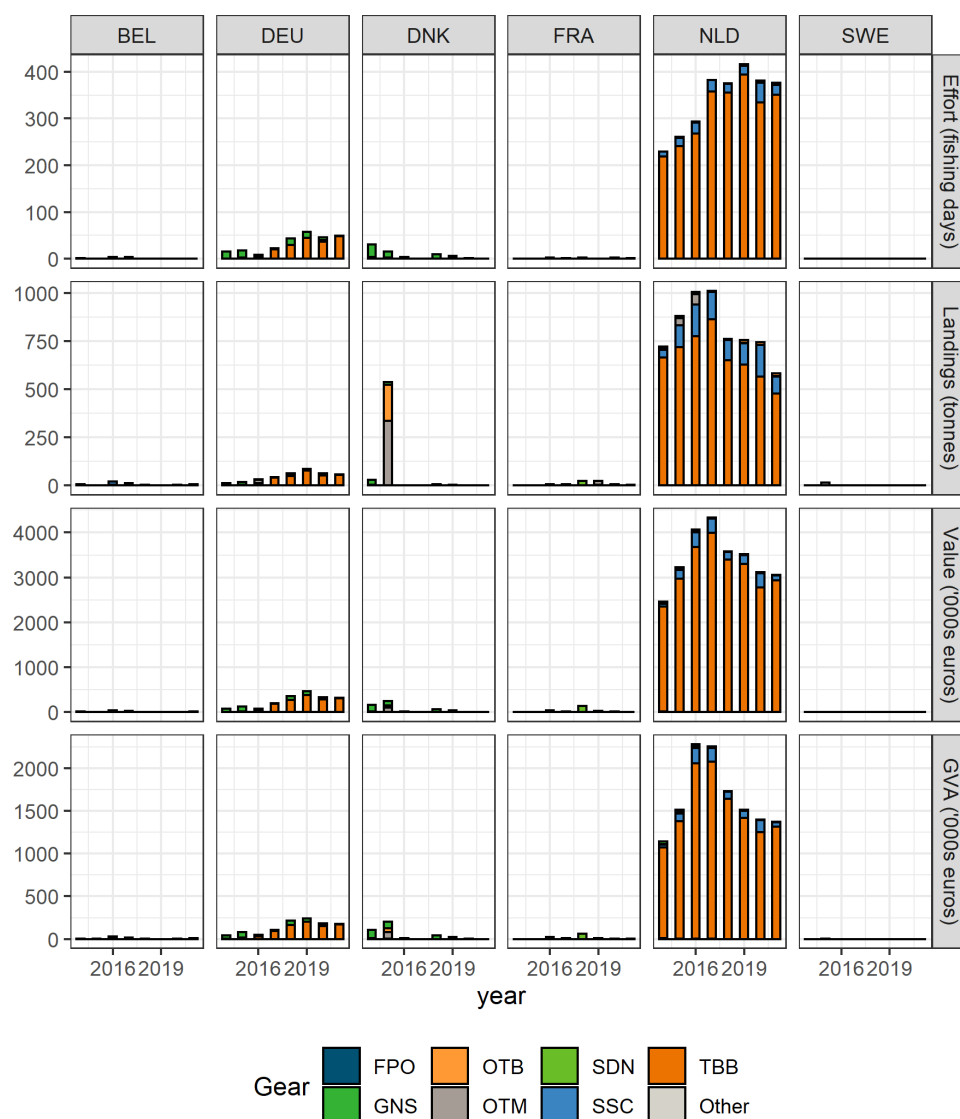 BEL DEU DNK FRA NLD SWE
400
300
200
100
0
Effort (fishing days)
1000
750
500
250
0
Landings (tonnes)
4000
3000
2000
1000
0
Value ('000s euros)
2000
1500
1000
500
0
GVA ('000s euros)
2016 2019 2016 2019 2016 2019 2016 2019 2016 2019 2016 2019
year
Gear
FPO OTB SDN TBB
GNS OTM SSC Other